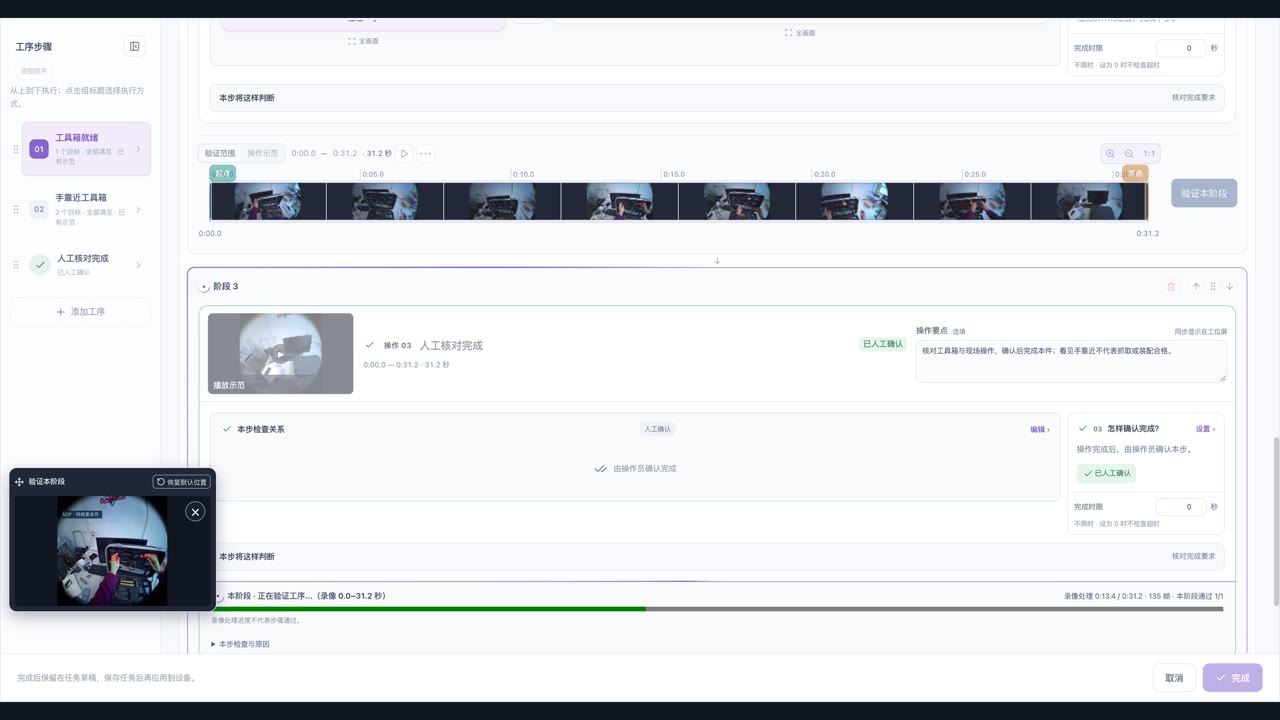 工序步骤
调整顺序
从上到下执行；点击组标题选择执行方式。
01
工具箱就绪
1 个目标 · 全部满足 · 已有示范
02
手靠近工具箱
2 个目标 · 全部满足 · 已有示范
人工核对完成
已人工确认
添加工序
全画面
全画面
完成时限
0
秒
不限时 · 设为 0 时不检查超时
本步将这样判断
核对完成要求
验证范围
操作示范
0:00.0 — 0:31.2 · 31.2 秒
1:1
0:05.0
0:10.0
0:15.0
0:20.0
0:25.0
0:00.0
0:31.2
验证本阶段
阶段 3
播放示范
操作 03
人工核对完成
0:00.0 — 0:31.2 · 31.2 秒
已人工确认
操作要点 选填
同步显示在工位屏
核对工具箱与现场操作，确认后完成本件；看见手靠近不代表抓取或装配合格。
本步检查关系
人工确认
编辑 ›
由操作员确认完成
03 怎样确认完成?
设置 ›
操作完成后，由操作员确认本步。
已人工确认
完成时限
0
秒
不限时 · 设为 0 时不检查超时
本步将这样判断
核对完成要求
验证本阶段
恢复默认位置
SOP · 待结束本件
本阶段 · 正在验证工序...（录像 0.0–31.2 秒）
录像处理 0:13.4 / 0:31.2 · 135 帧 · 本阶段通过 1/1
录像处理进度不代表步骤通过。
本步检查与原因
完成后保留在任务草稿，保存任务后再应用到设备。
取消
完成